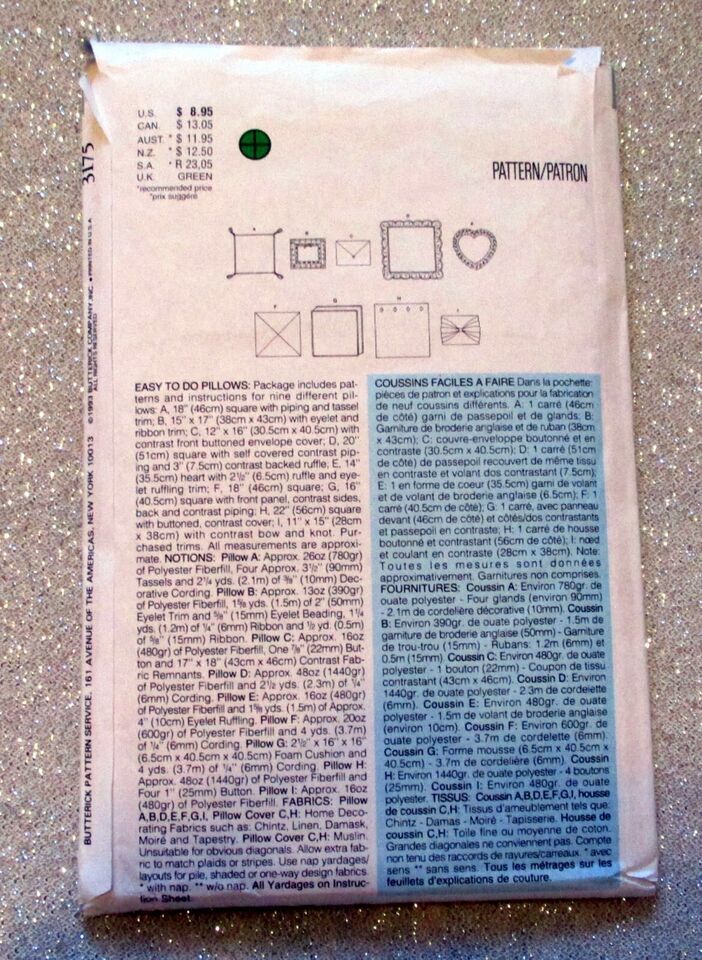 U.S. $ 8.95
CAN. $ 13.05
AUST. * $ 11.95
N.Z. * $ 12.50
S.A. * R 23,05
U.K. GREEN
*recommended price
*prix suggéré
PATTERN/PATRON
3175
©1993 BUTTERICK COMPANY, INC. ● PRINTED IN U.S.A.
ALL RIGHTS RESERVED
BUTTERICK PATTERN SERVICE, 161 AVENUE OF THE AMERICAS, NEW YORK, NEW YORK 10013
A
B
C
D
E
F
G
H
I
EASY TO DO PILLOWS: Package includes pat-
terns and instructions for nine different pil-
lows: A, 18" (46cm) square with piping and tassel
trim; B, 15" x 17" (38cm x 43cm) with eyelet and
ribbon trim; C, 12" x 16" (30.5cm x 40.5cm) with
contrast front buttoned envelope cover; D, 20"
(51cm) square with self covered contrast pip-
ing and 3" (7.5cm) contrast backed ruffle, E, 14"
(35.5cm) heart with 2½" (6.5cm) ruffle and eye-
let ruffling trim; F, 18" (46cm) square; G, 16"
(40.5cm) square with front panel, contrast sides,
back and contrast piping; H, 22" (56cm) square
with buttoned, contrast cover; I, 11" x 15" (28cm
x 38cm) with contrast bow and knot. Pur-
chased trims. All measurements are approxi-
mate. NOTIONS: Pillow A: Approx. 26oz (780gr)
of Polyester Fiberfill, Four Approx. 3½" (90mm)
Tassels and 2¼ yds. (2.1m) of ⅜" (10mm) Dec-
orative Cording. Pillow B: Approx. 13oz (390gr)
of Polyester Fiberfill, 1⅝ yds. (1.5m) of 2" (50mm)
Eyelet Trim and ⅝" (15mm) Eyelet Beading, 1¼
yds. (1.2m) of ¼" (6mm) Ribbon and ½ yd. (0.5m)
of ⅝" (15mm) Ribbon. Pillow C: Approx. 16oz
(480gr) of Polyester Fiberfill, One ⅞" (22mm) But-
ton and 17" x 18" (43cm x 46cm) Contrast Fab-
ric Remnants. Pillow D: Approx. 48oz (1440gr)
of Polyester Fiberfill and 2½ yds. (2.3m) of ¼"
(6mm) Cording. Pillow E: Approx. 16oz (480gr)
of Polyester Fiberfill and 1⅝ yds. (1.5m) of Approx.
4" (10cm) Eyelet Ruffling. Pillow F: Approx. 20oz
(600gr) of Polyester Fiberfill and 4 yds. (3.7m)
of ¼" (6mm) Cording. Pillow G: 2½" x 16" x 16"
(6.5cm x 40.5cm x 40.5cm) Foam Cushion and
4 yds. (3.7m) of ¼" (6mm) Cording. Pillow H:
Approx. 48oz (1440gr) of Polyester Fiberfill and
Four 1" (25mm) Button. Pillow I: Approx. 16oz
(480gr) of Polyester Fiberfill. FABRICS: Pillow
A,B,D,E,F,G,I, Pillow Cover C,H: Home Deco-
rating Fabrics such as: Chintz, Linen, Damask,
Moiré and Tapestry. Pillow Cover C,H: Muslin.
Unsuitable for obvious diagonals. Allow extra fab-
ric to match plaids or stripes. Use nap yardages/
layouts for pile, shaded or one-way design fabrics.
* with nap. ** w/o nap. All Yardages on Instruc-
tion Sheet.
COUSSINS FACILES A FAIRE Dans la pochette:
pièces de patron et explications pour la fabrication
de neuf coussins différents. A: 1 carré (46cm
de côté) garni de passepoil et de glands; B:
Garniture de broderie anglaise et de ruban (38cm
x 43cm); C: couvre-enveloppe boutonné et en
contraste (30.5cm x 40.5cm); D: 1 carré (51cm
de côté) de passepoil recouvert de même tissu
en contraste et volant dos contrastant (7.5cm);
E: 1 en forme de coeur (35.5cm) garni de volant
et de volant de broderie anglaise (6.5cm); F: 1
carré (40.5cm de côté); G: 1 carré, avec panneau
devant (46cm de côté) et côtés/dos contrastants
et passepoil en contraste; H: 1 carré de housse
boutonné et contrastant (56cm de côté); I: nœud
et coulant en contraste (28cm x 38cm). Note:
Toutes les mesures sont données
approximativement. Garnitures non comprises.
FOURNITURES: Coussin A: Environ 780gr. de
ouate polyester - Four glands (environ 90mm)
- 2.1m de cordelière décorative (10mm). Coussin
B: Environ 390gr. de ouate polyester - 1.5m de
garniture de broderie anglaise (50mm) - Garniture
de trou-trou (15mm) - Rubans: 1.2m (6mm) et
0.5m (15mm). Coussin C: Environ 480gr. de ouate
polyester - 1 bouton (22mm) - Coupon de tissu
contrastant (43cm x 46cm). Coussin D: Environ
1440gr. de ouate polyester - 2.3m de cordelette
(6mm). Coussin E: Environ 480gr. de ouate
polyester - 1.5m de volant de broderie anglaise
(environ 10cm). Coussin F: Environ 600gr. de
ouate polyester - 3.7m de cordelette (6mm).
Coussin G: Forme mousse (6.5cm x 40.5cm x
40.5cm) - 3.7m de cordelière (6mm). Coussin
H: Environ 1440gr. de ouate polyester - 4 boutons
(25mm). Coussin I: Environ 480gr. de ouate
polyester. TISSUS: Coussin A,B,D,E,F,G,I, housse
de coussin C,H: Tissus d'ameublement tels que:
Chintz - Damas - Moiré - Tapisserie. Housse de
coussin C,H: Toile fine ou moyenne de coton.
Grandes diagonales ne conviennent pas. Compte
non tenu des raccords de rayures/carreaux. * avec
sens ** sans sens. Tous les métrages sur les
feuillets d'explications de couture.